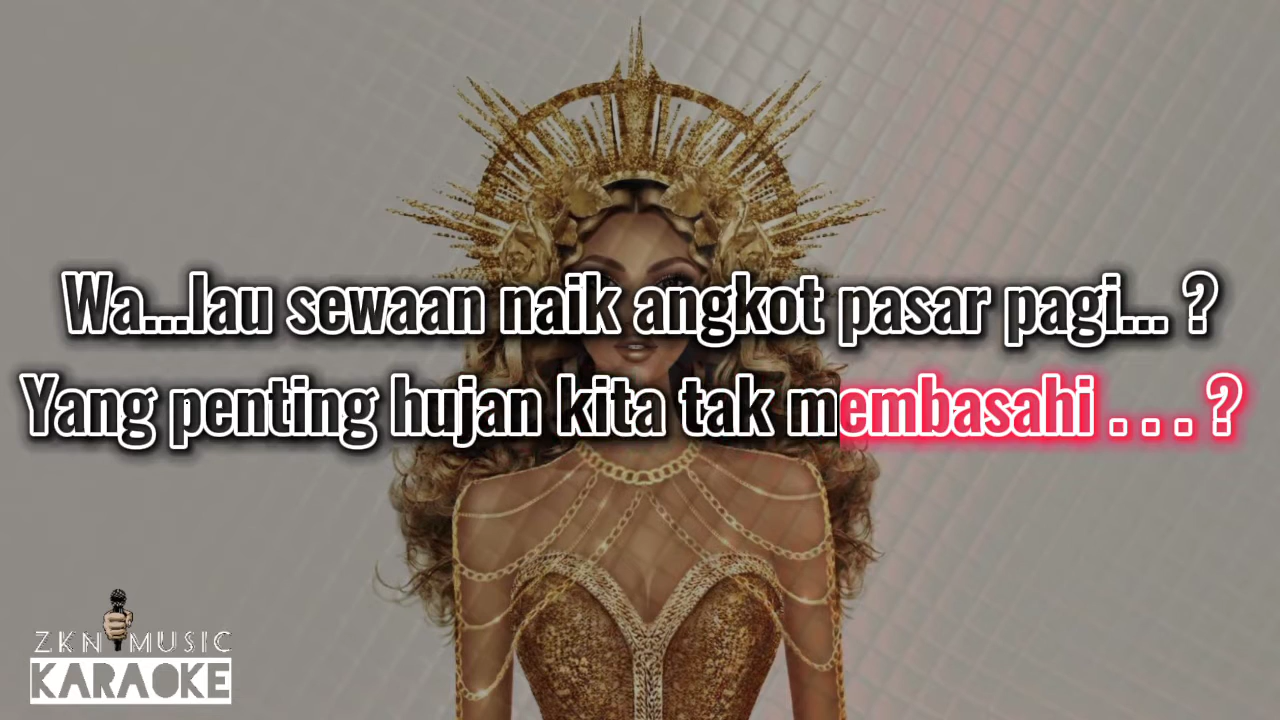 Wa...lau sewaan naik angkot pasar pagi... ?
Yang penting hujan kita tak membasahi . . . ?
ZKN MUSIC
KARAOKE